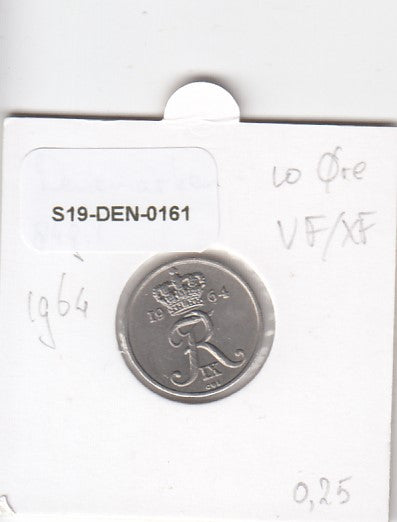 10 Øre
S19-DEN-0161
VF/XF
1964
19 64
R
IX
0,25